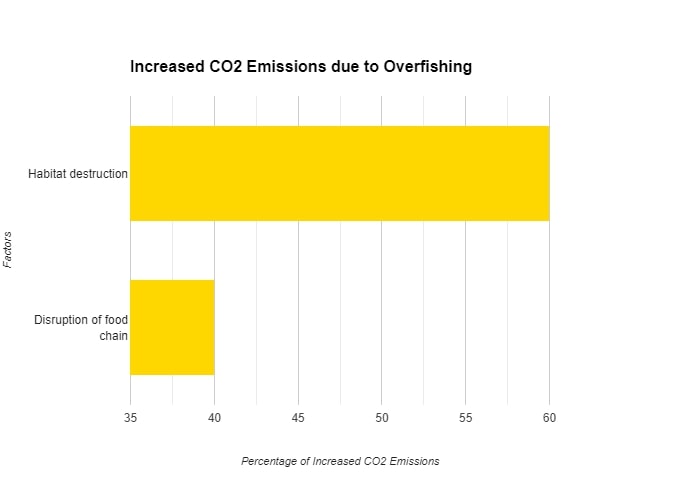 Increased CO2 Emissions due to Overfishing
Habitat destruction
Factors
Disruption of food
chain
35 40 45 50 55 60
Percentage of Increased CO2 Emissions